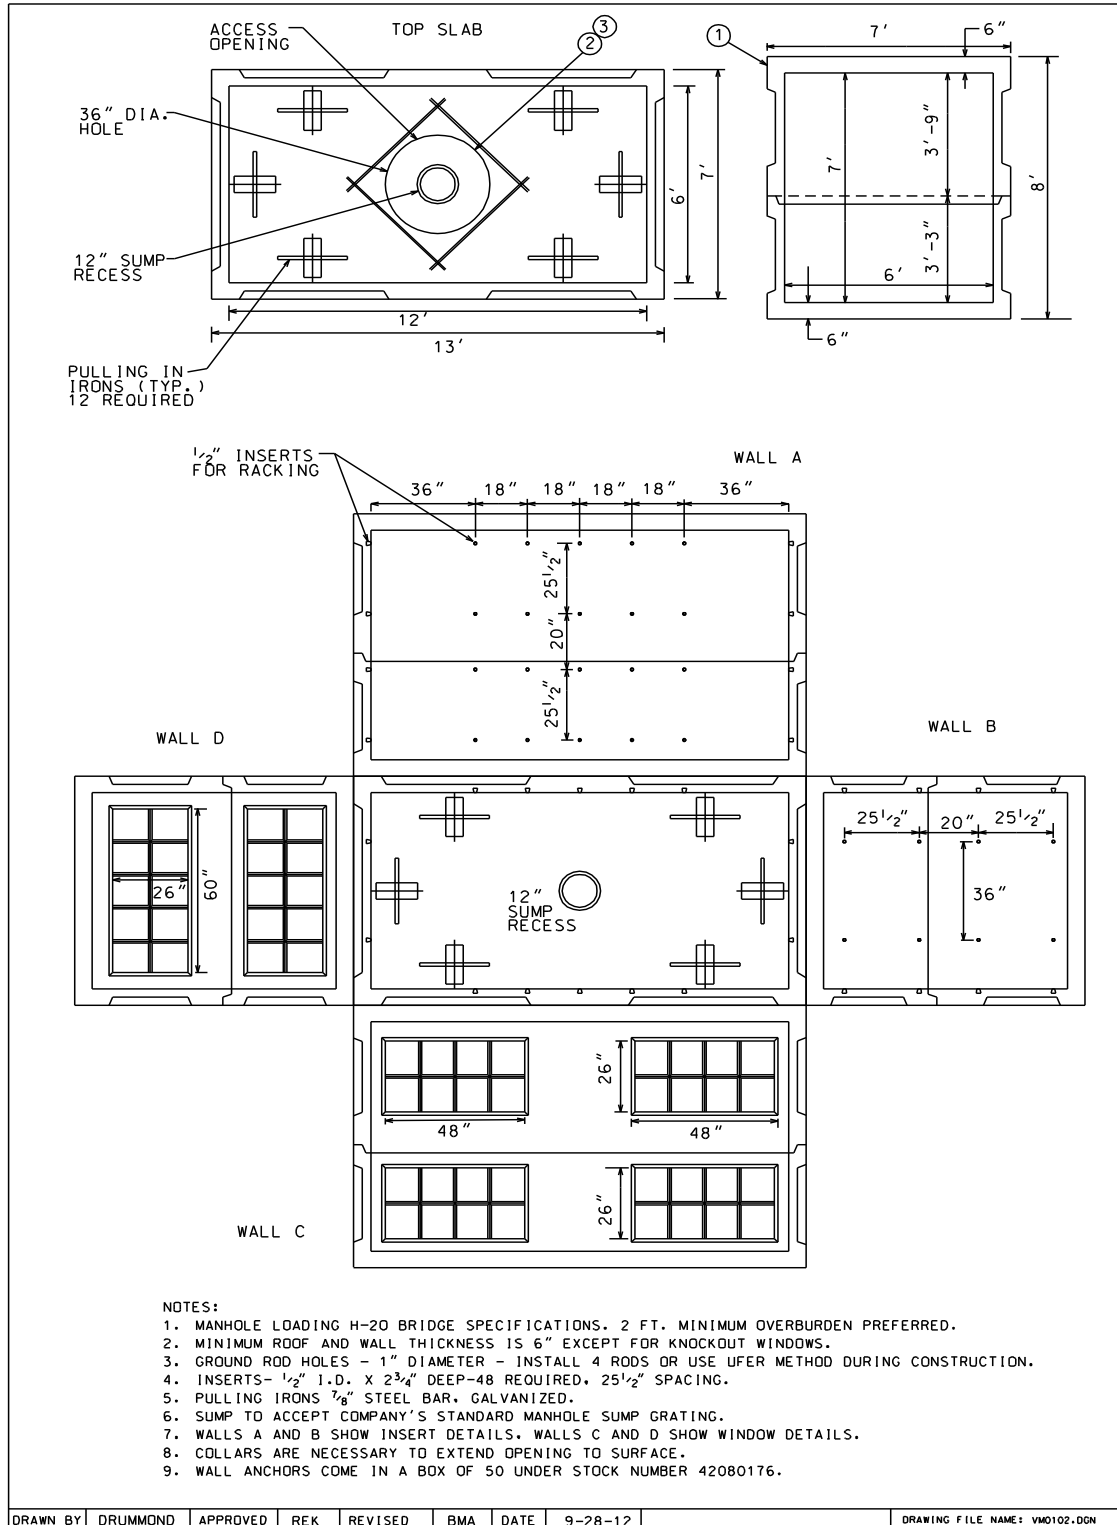 TOP SLAB
ACCESS
OPENING
3
2
1
7'
6"
36" DIA.
HOLE
3'-9"
7'
6'
7'
8'
12" SUMP
RECESS
3'-3"
6'
12'
6"
13'
PULLING IN
IRONS (TYP.)
12 REQUIRED
1/2" INSERTS
FOR RACKING
WALL A
36" 18" 18" 18" 18" 36"
25 1/2"
20"
25 1/2"
WALL D
WALL B
25 1/2" 20" 25 1/2"
26"
60"
36"
12"
SUMP
RECESS
26"
26"
48"
48"
26"
WALL C
NOTES:
1. MANHOLE LOADING H-20 BRIDGE SPECIFICATIONS. 2 FT. MINIMUM OVERBURDEN PREFERRED.
2. MINIMUM ROOF AND WALL THICKNESS IS 6" EXCEPT FOR KNOCKOUT WINDOWS.
3. GROUND ROD HOLES - 1" DIAMETER - INSTALL 4 RODS OR USE UFER METHOD DURING CONSTRUCTION.
4. INSERTS- 1/2" I.D. X 2 3/4" DEEP-48 REQUIRED, 25 1/2" SPACING.
5. PULLING IRONS 7/8" STEEL BAR, GALVANIZED.
6. SUMP TO ACCEPT COMPANY'S STANDARD MANHOLE SUMP GRATING.
7. WALLS A AND B SHOW INSERT DETAILS. WALLS C AND D SHOW WINDOW DETAILS.
8. COLLARS ARE NECESSARY TO EXTEND OPENING TO SURFACE.
9. WALL ANCHORS COME IN A BOX OF 50 UNDER STOCK NUMBER 42080176.
DRAWN BY DRUMMOND APPROVED REK REVISED BMA DATE 9-28-12 DRAWING FILE NAME: VM0102.DGN